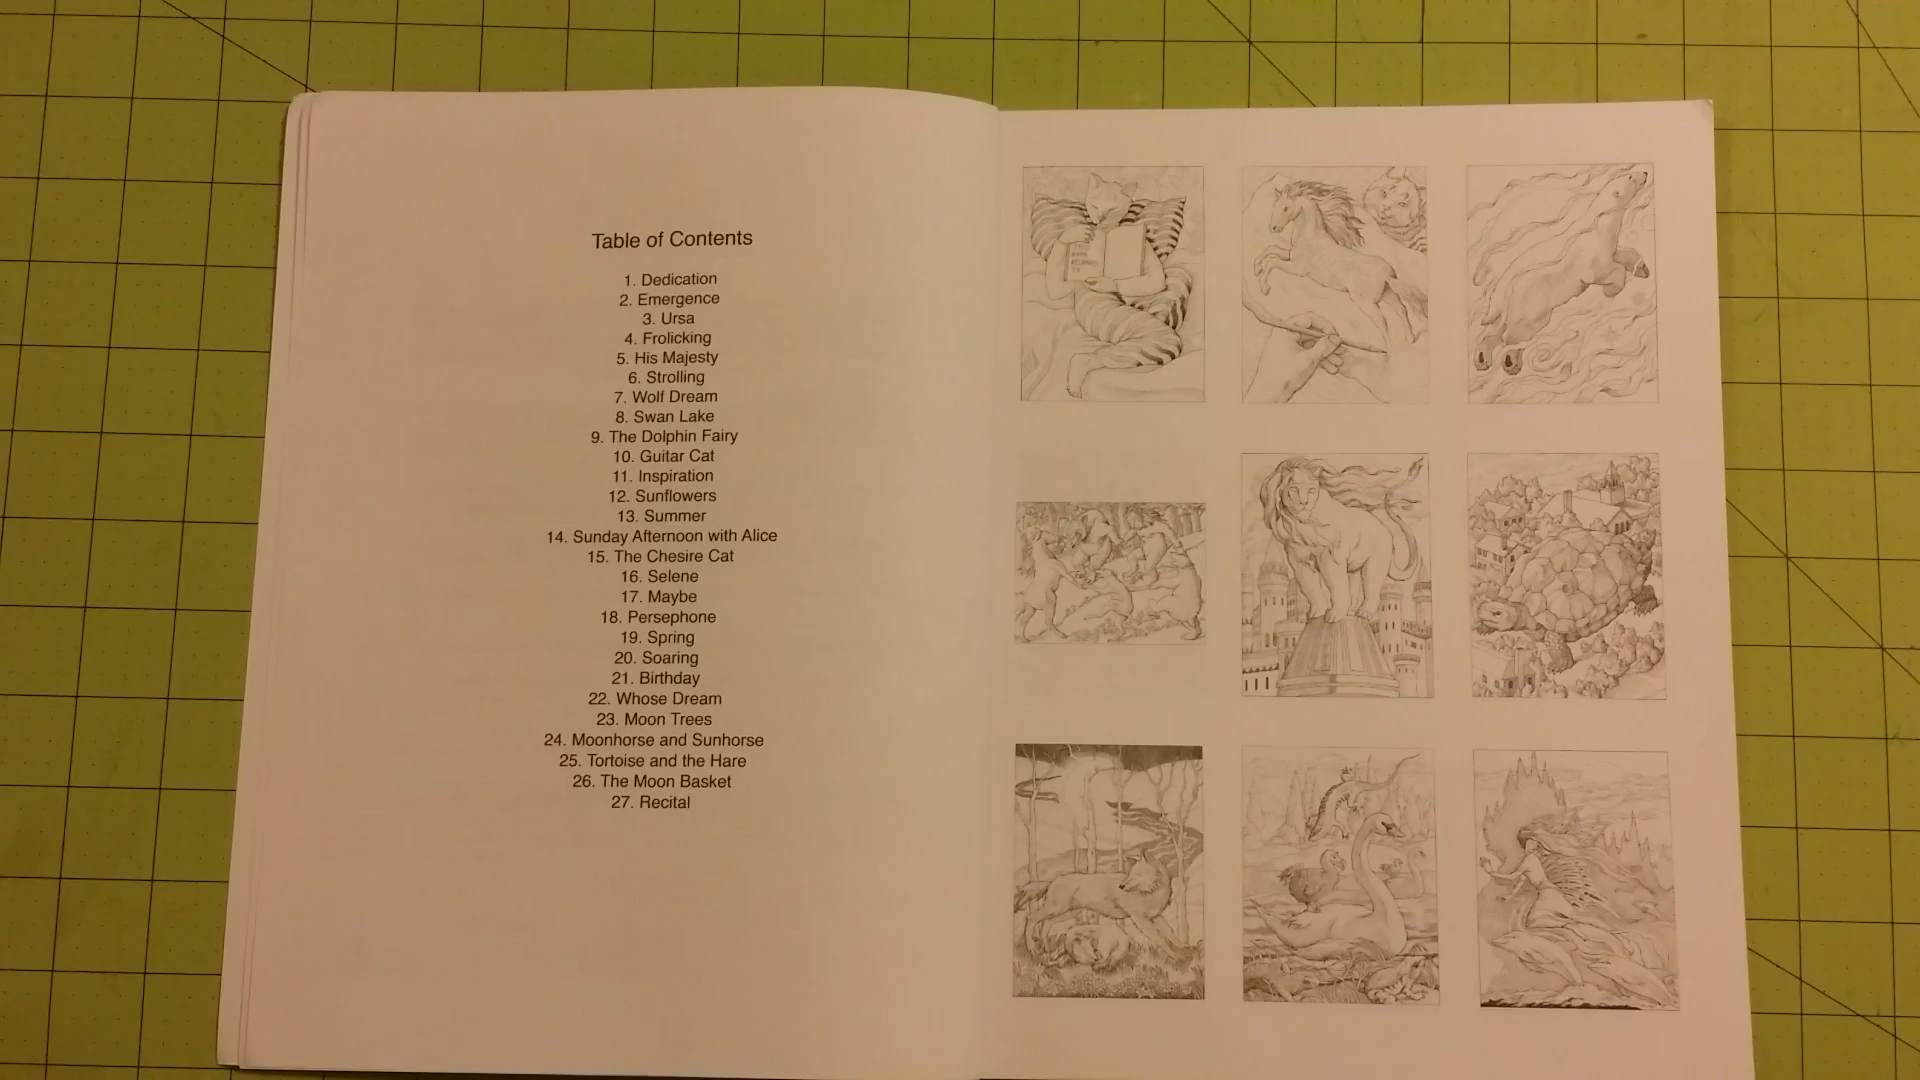 Table of Contents
1. Dedication
2. Emergence
3. Ursa
4. Frolicking
5. His Majesty
6. Strolling
7. Wolf Dream
8. Swan Lake
9. The Dolphin Fairy
10. Guitar Cat
11. Inspiration
12. Sunflowers
13. Summer
14. Sunday Afternoon with Alice
15. The Chesire Cat
16. Selene
17. Maybe
18. Persephone
19. Spring
20. Soaring
21. Birthday
22. Whose Dream
23. Moon Trees
24. Moonhorse and Sunhorse
25. Tortoise and the Hare
26. The Moon Basket
27. Recital
THIS
BOOK
BELONGS
TO